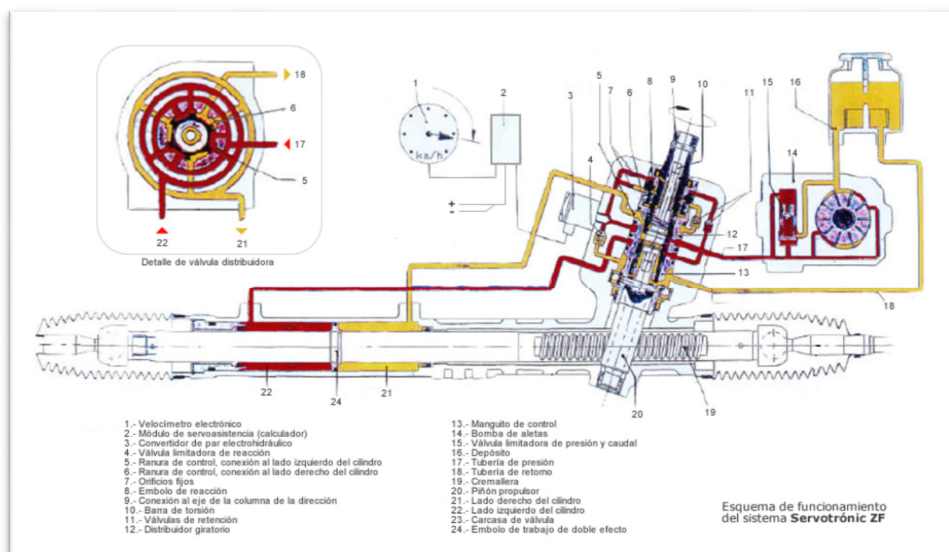 18
6
17
5
22
21
Detalle de válvula distribuidora
1
2
3
4
5
7
6
8
9
10
11
15
16
14
12
17
13
18
km/h
+
-
22
24
21
20
19
1.- Velocímetro electrónico
2.- Módulo de servoasistencia (calculador)
3.- Convertidor de par electrohidráulico
4.- Válvula limitadora de reacción
5.- Ranura de control, conexión al lado izquierdo del cilindro
6.- Ranura de control, conexión al lado derecho del cilindro
7.- Orificios fijos
8.- Embolo de reacción
9.- Conexión al eje de la columna de la dirección
10.- Barra de torsión
11.- Válvulas de retención
12.- Distribuidor giratorio
13.- Manguito de control
14.- Bomba de aletas
15.- Válvula limitadora de presión y caudal
16.- Depósito
17.- Tubería de presión
18.- Tubería de retorno
19.- Cremallera
20.- Piñón propulsor
21.- Lado derecho del cilindro
22.- Lado izquierdo del cilindro
23.- Carcasa de válvula
24.- Embolo de trabajo de doble efecto
Esquema de funcionamiento
del sistema Servotrónic ZF